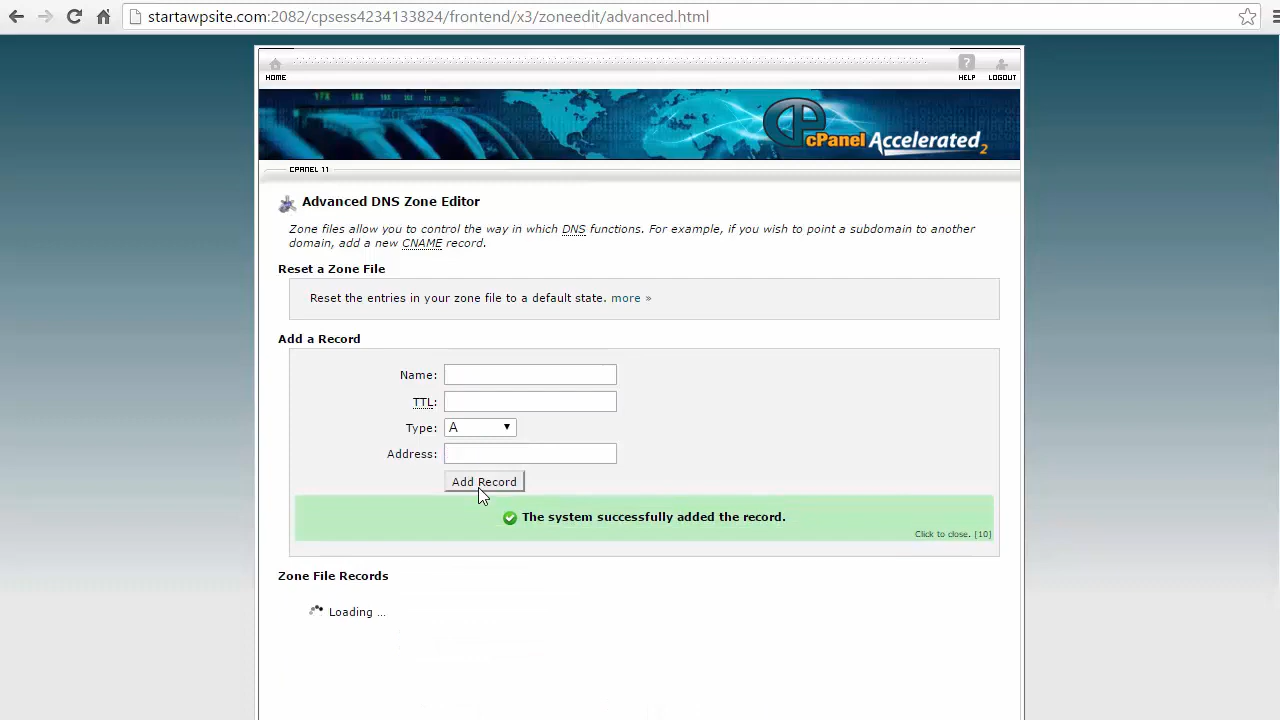 startawpsite.com:2082/cpsess4234133824/frontend/x3/zoneedit/advanced.html
HOME
HELP
LOGOUT
cPanel Accelerated 2
CPANEL 11
Advanced DNS Zone Editor
Zone files allow you to control the way in which DNS functions. For example, if you wish to point a subdomain to another
domain, add a new CNAME record.
Reset a Zone File
Reset the entries in your zone file to a default state. more »
Add a Record
Name:
TTL:
Type: A
Address:
Add Record
The system successfully added the record.
Click to close. [10]
Zone File Records
Loading ...